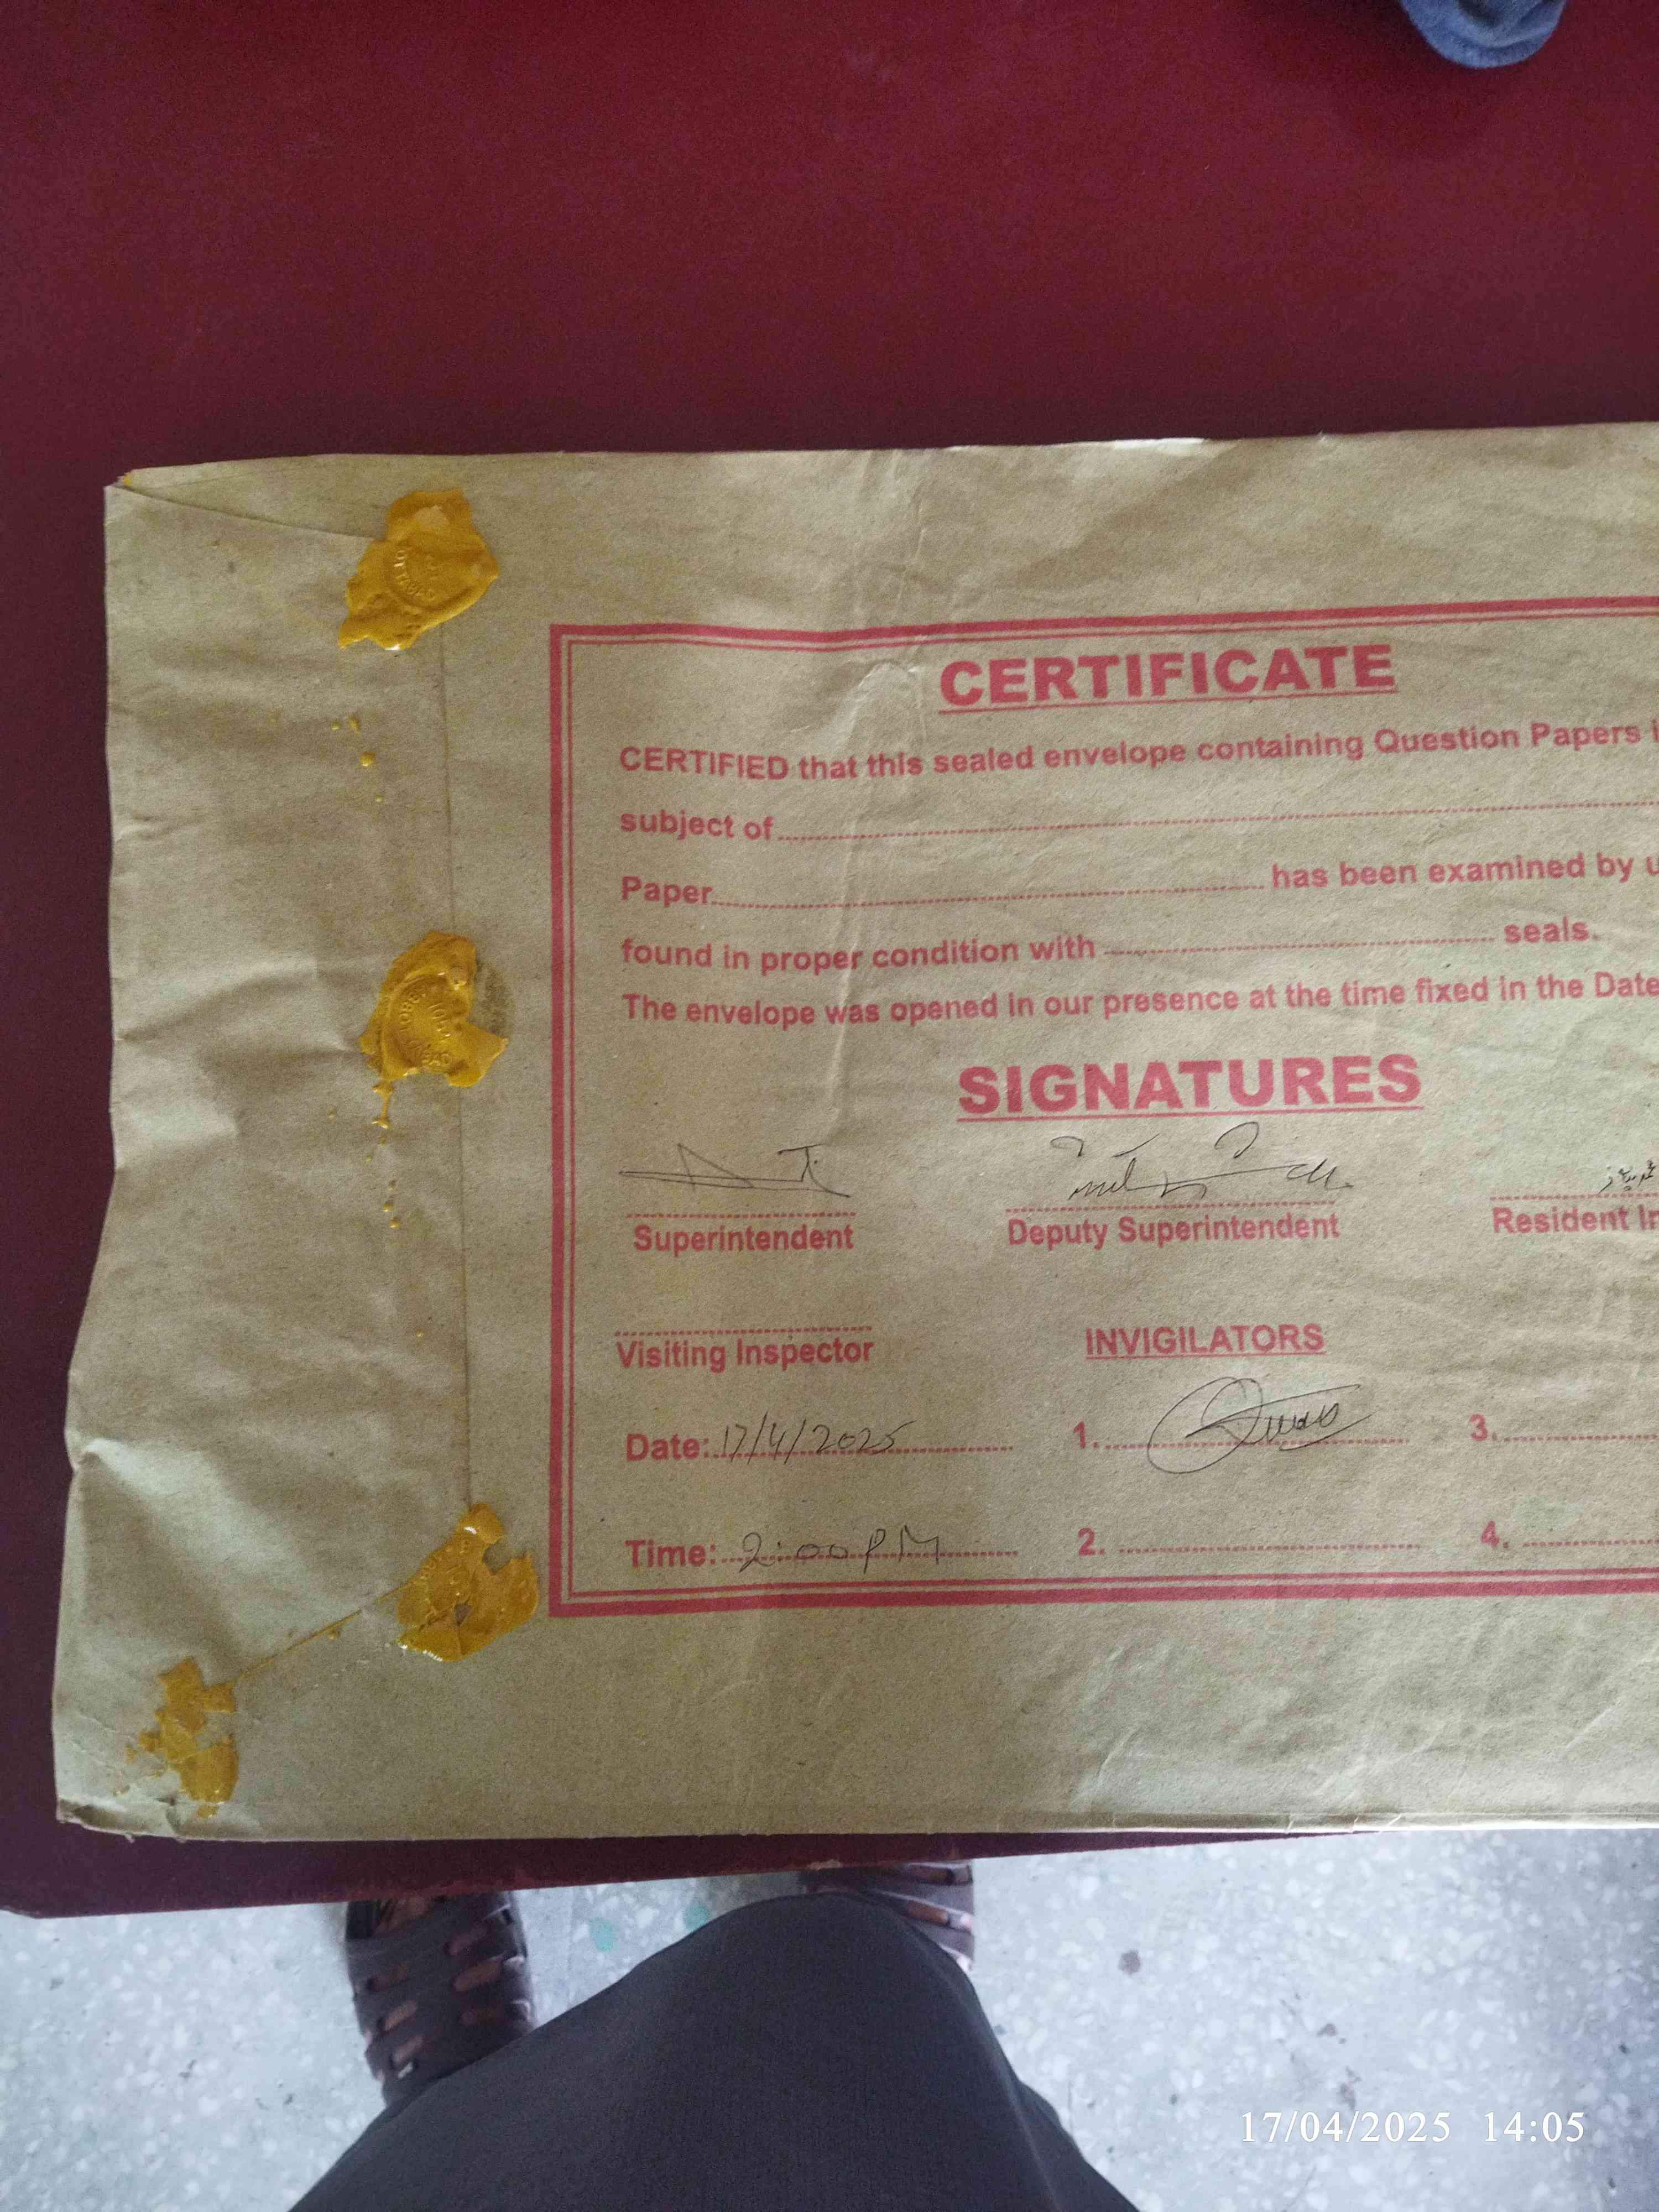 CERTIFICATE
CERTIFIED that this sealed envelope containing Question Papers i
subject of
Paper has been examined by u
found in proper condition with seals.
The envelope was opened in our presence at the time fixed in the Date
SIGNATURES
Superintendent Deputy Superintendent Resident In
Visiting Inspector INVIGILATORS
Date: 17/4/2025 1. 3.
Time: 2:00 PM 2. 4.
17/04/2025 14:05